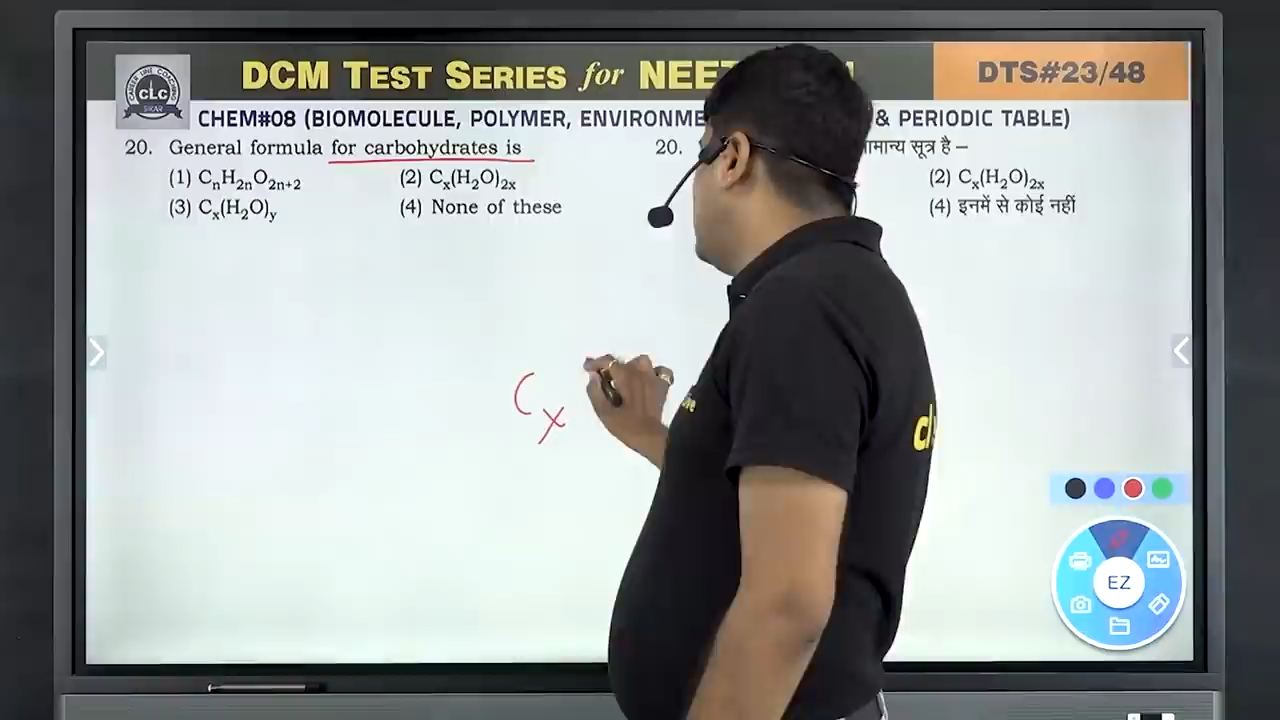 DCM TEST SERIES for NEET
DTS#23/48
CLC
SIKAR
CHEM#08 (BIOMOLECULE, POLYMER, & PERIODIC TABLE)
20. General formula for carbohydrates is
(1) CₙH₂ₙO₂ₙ₊₂ (2) Cₓ(H₂O)₂ₓ
(3) Cₓ(H₂O)ᵧ (4) None of these
20. सूत्र है –
(2) Cₓ(H₂O)₂ₓ
(4) इनमें से कोई नहीं
Cₓ
EZ